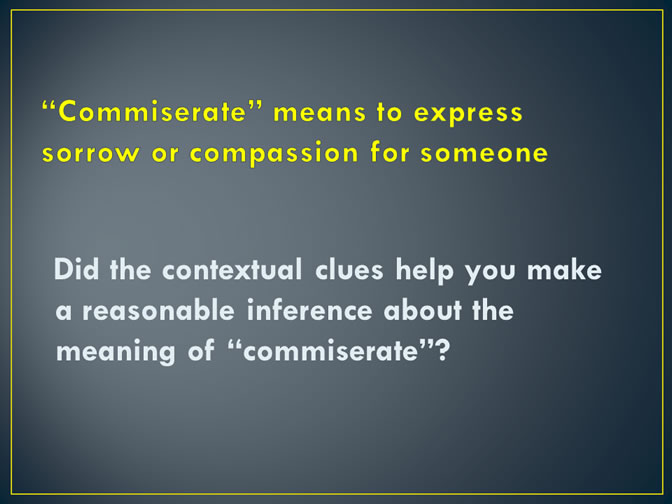 “Commiserate” means to express
sorrow or compassion for someone
Did the contextual clues help you make
a reasonable inference about the
meaning of “commiserate”?